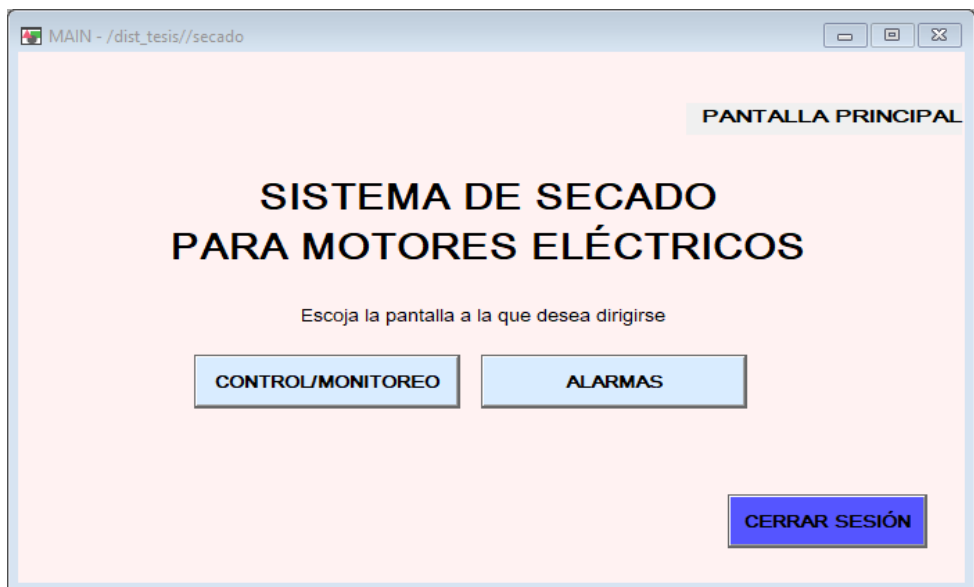 MAIN - /dist_tesis//secado
PANTALLA PRINCIPAL
SISTEMA DE SECADO
PARA MOTORES ELÉCTRICOS
Escoja la pantalla a la que desea dirigirse
CONTROL/MONITOREO
ALARMAS
CERRAR SESIÓN